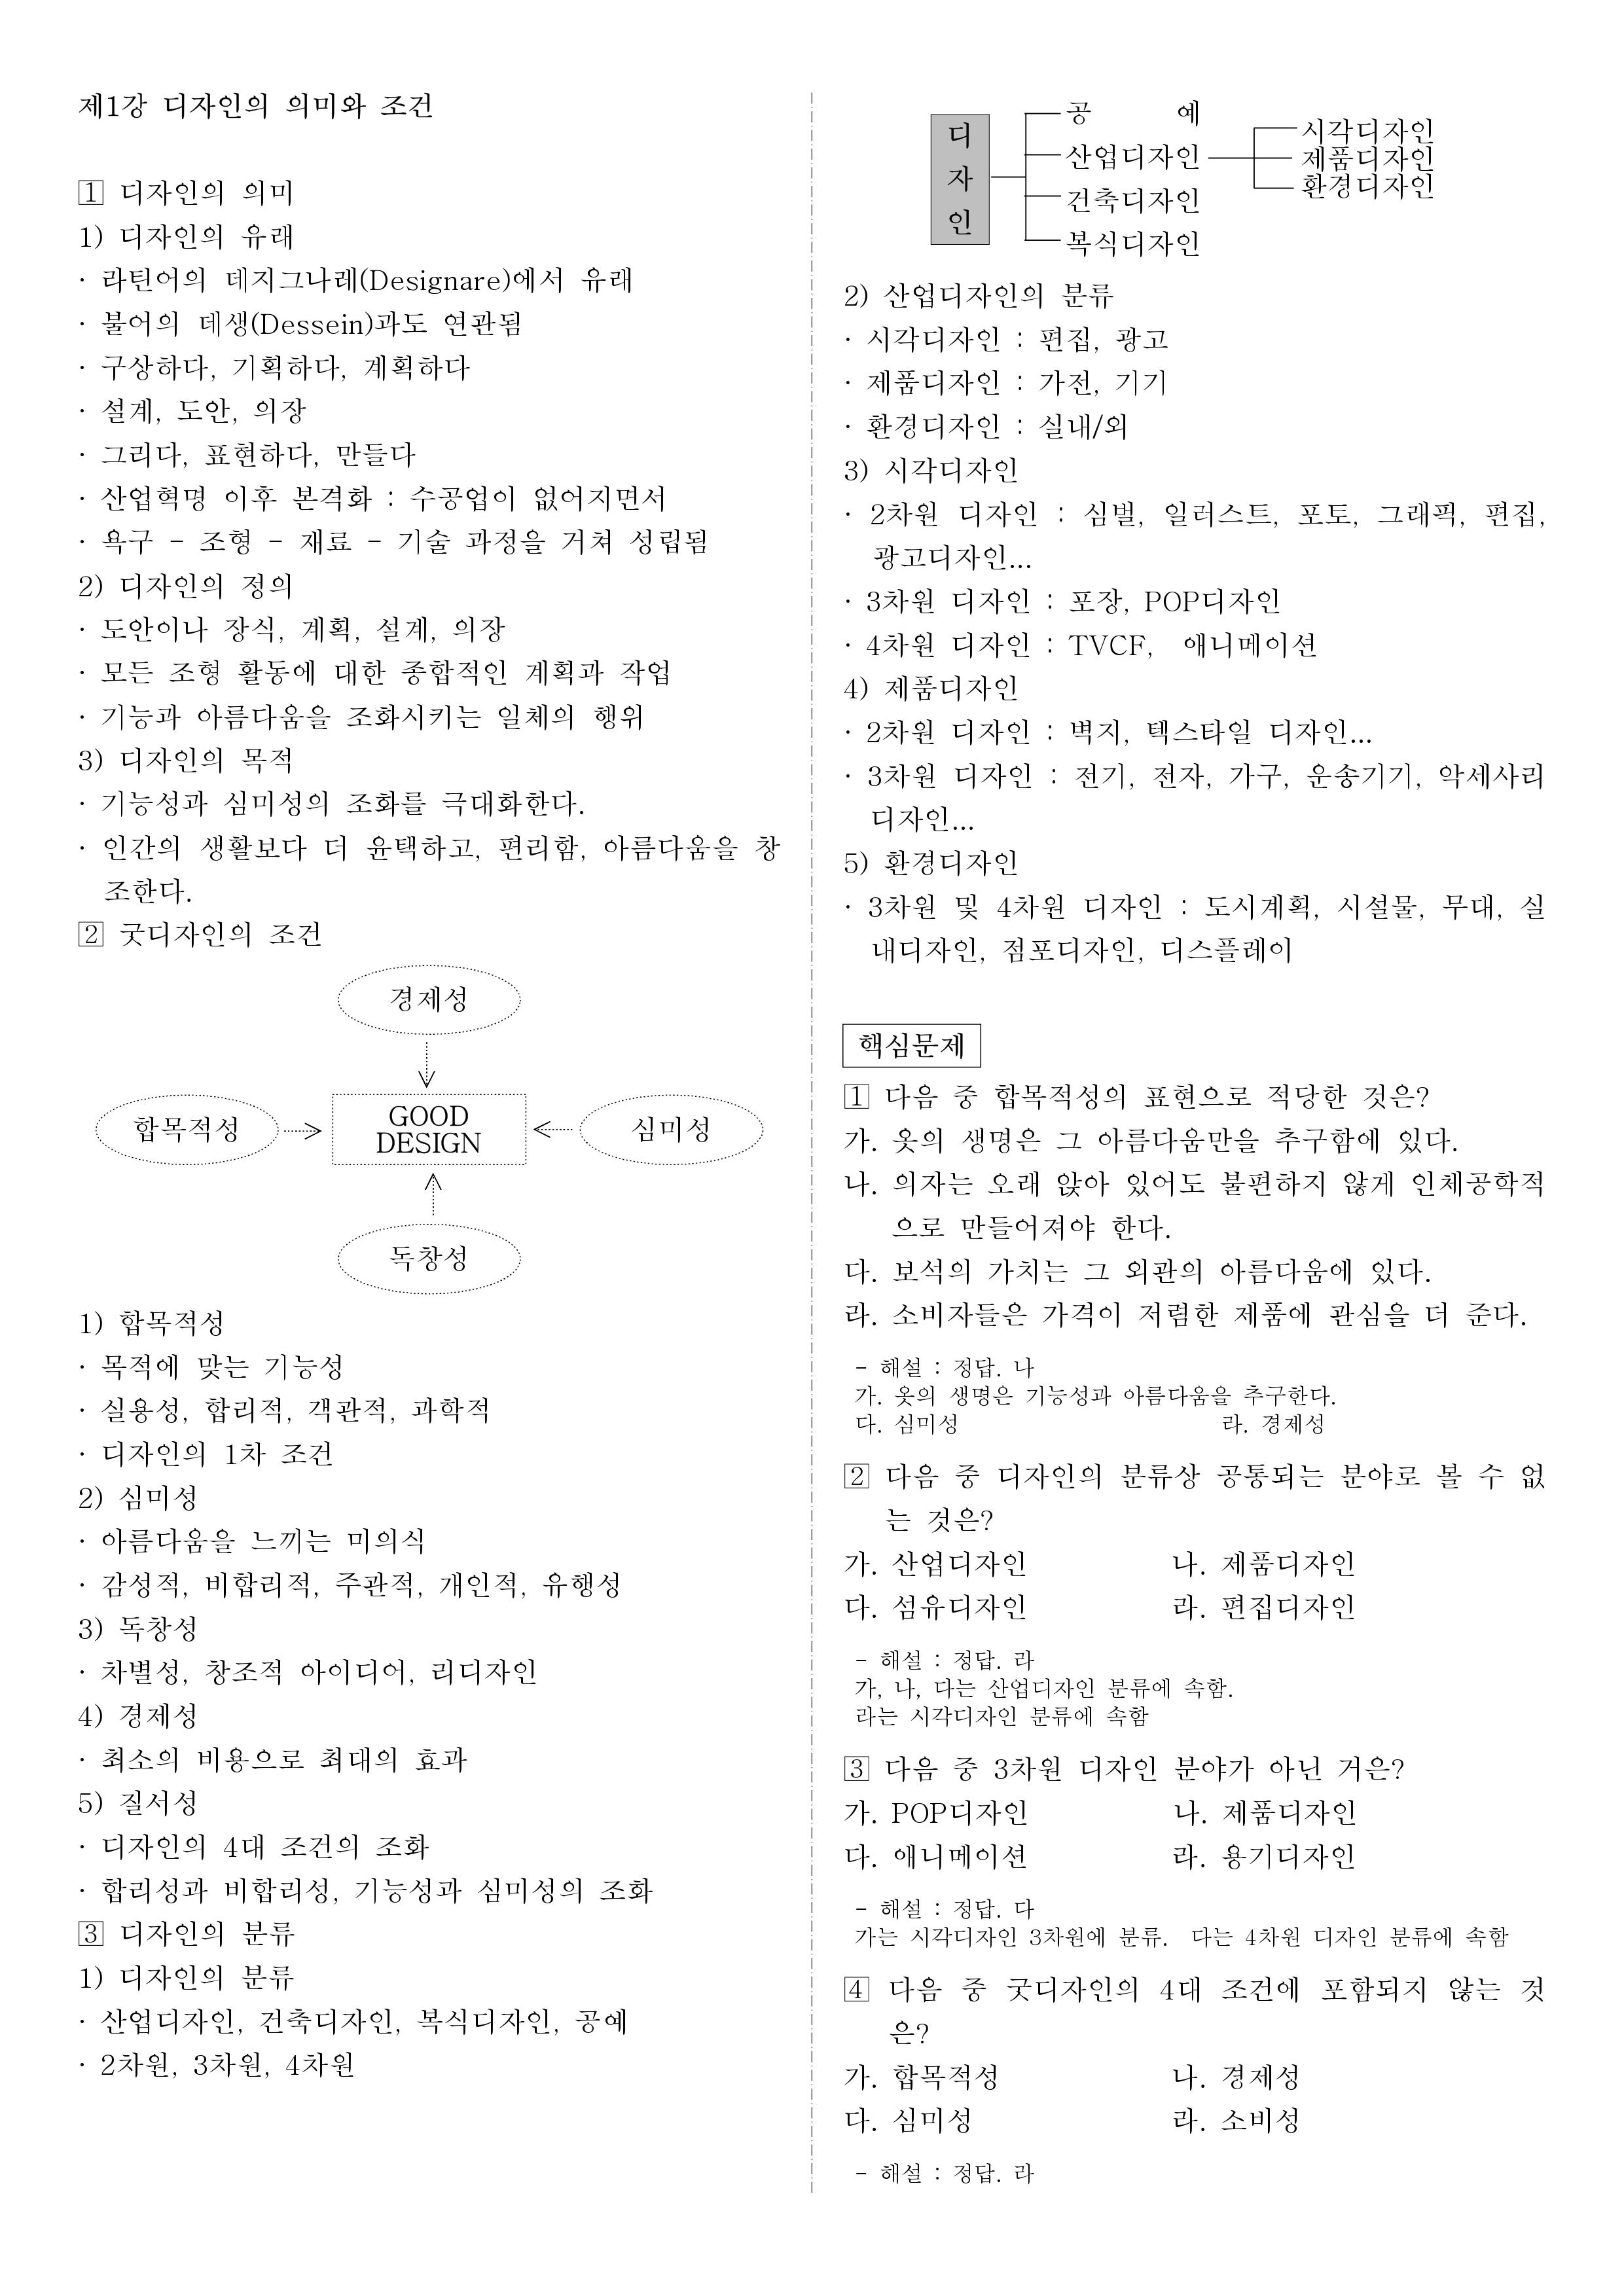 제1강 디자인의 의미와 조건
1 디자인의 의미
1) 디자인의 유래
· 라틴어의 데지그나레(Designare)에서 유래
· 불어의 데생(Dessein)과도 연관됨
· 구상하다, 기획하다, 계획하다
· 설계, 도안, 의장
· 그리다, 표현하다, 만들다
· 산업혁명 이후 본격화 : 수공업이 없어지면서
· 욕구 - 조형 - 재료 - 기술 과정을 거쳐 성립됨
2) 디자인의 정의
· 도안이나 장식, 계획, 설계, 의장
· 모든 조형 활동에 대한 종합적인 계획과 작업
· 기능과 아름다움을 조화시키는 일체의 행위
3) 디자인의 목적
· 기능성과 심미성의 조화를 극대화한다.
· 인간의 생활보다 더 윤택하고, 편리함, 아름다움을 창
조한다.
2 굿디자인의 조건
경제성
합목적성
GOOD
DESIGN
심미성
독창성
1) 합목적성
· 목적에 맞는 기능성
· 실용성, 합리적, 객관적, 과학적
· 디자인의 1차 조건
2) 심미성
· 아름다움을 느끼는 미의식
· 감성적, 비합리적, 주관적, 개인적, 유행성
3) 독창성
· 차별성, 창조적 아이디어, 리디자인
4) 경제성
· 최소의 비용으로 최대의 효과
5) 질서성
· 디자인의 4대 조건의 조화
· 합리성과 비합리성, 기능성과 심미성의 조화
3 디자인의 분류
1) 디자인의 분류
· 산업디자인, 건축디자인, 복식디자인, 공예
· 2차원, 3차원, 4차원
디
자
인
공 예
산업디자인
건축디자인
복식디자인
시각디자인
제품디자인
환경디자인
2) 산업디자인의 분류
· 시각디자인 : 편집, 광고
· 제품디자인 : 가전, 기기
· 환경디자인 : 실내/외
3) 시각디자인
· 2차원 디자인 : 심벌, 일러스트, 포토, 그래픽, 편집,
광고디자인...
· 3차원 디자인 : 포장, POP디자인
· 4차원 디자인 : TVCF, 애니메이션
4) 제품디자인
· 2차원 디자인 : 벽지, 텍스타일 디자인...
· 3차원 디자인 : 전기, 전자, 가구, 운송기기, 악세사리
디자인...
5) 환경디자인
· 3차원 및 4차원 디자인 : 도시계획, 시설물, 무대, 실
내디자인, 점포디자인, 디스플레이
핵심문제
1 다음 중 합목적성의 표현으로 적당한 것은?
가. 옷의 생명은 그 아름다움만을 추구함에 있다.
나. 의자는 오래 앉아 있어도 불편하지 않게 인체공학적
으로 만들어져야 한다.
다. 보석의 가치는 그 외관의 아름다움에 있다.
라. 소비자들은 가격이 저렴한 제품에 관심을 더 준다.
- 해설 : 정답. 나
가. 옷의 생명은 기능성과 아름다움을 추구한다.
다. 심미성 라. 경제성
2 다음 중 디자인의 분류상 공통되는 분야로 볼 수 없
는 것은?
가. 산업디자인 나. 제품디자인
다. 섬유디자인 라. 편집디자인
- 해설 : 정답. 라
가, 나, 다는 산업디자인 분류에 속함.
라는 시각디자인 분류에 속함
3 다음 중 3차원 디자인 분야가 아닌 거은?
가. POP디자인 나. 제품디자인
다. 애니메이션 라. 용기디자인
- 해설 : 정답. 다
가는 시각디자인 3차원에 분류. 다는 4차원 디자인 분류에 속함
4 다음 중 굿디자인의 4대 조건에 포함되지 않는 것
은?
가. 합목적성 나. 경제성
다. 심미성 라. 소비성
- 해설 : 정답. 라